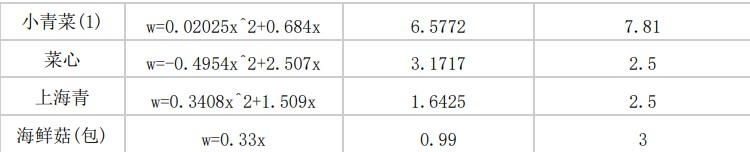 小青菜(1) w=0.02025x^2+0.684x 6.5772 7.81
菜心 w=-0.4954x^2+2.507x 3.1717 2.5
上海青 w=0.3408x^2+1.509x 1.6425 2.5
海鲜菇(包) w=0.33x 0.99 3